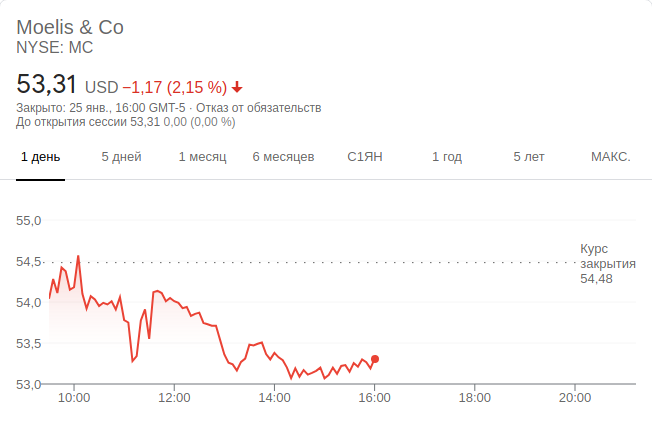 Moelis & Co
NYSE: MC
53,31 USD −1,17 (2,15 %)
Закрыто: 25 янв., 16:00 GMT-5 · Отказ от обязательств
До открытия сессии 53,31 0,00 (0,00 %)
1 день 5 дней 1 месяц 6 месяцев С1ЯН 1 год 5 лет МАКС.
55,0
54,5
54,0
53,5
53,0
Курс
закрытия
54,48
10:00 12:00 14:00 16:00 18:00 20:00